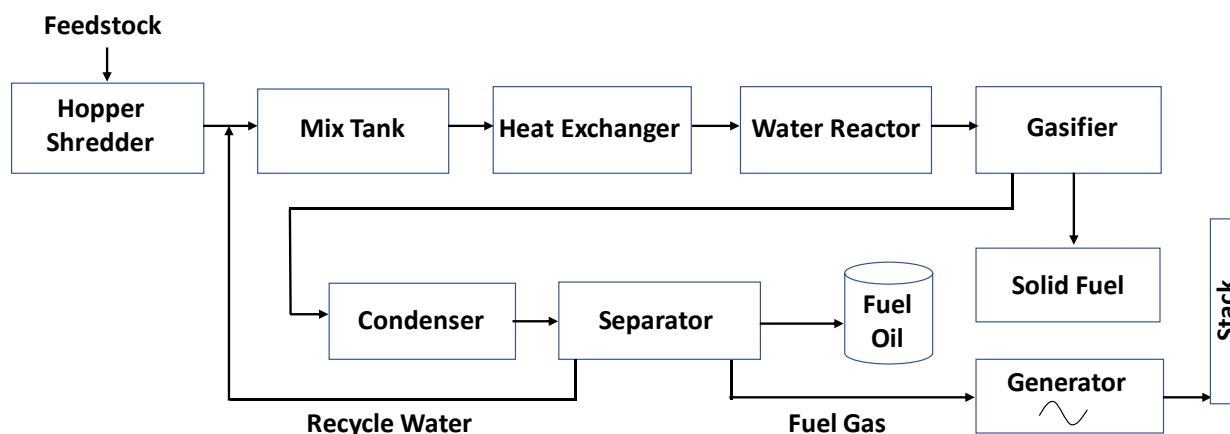 Feedstock
Hopper
Shredder
Mix Tank
Heat Exchanger
Water Reactor
Gasifier
Solid Fuel
Stack
Condenser
Separator
Fuel
Oil
Generator
Recycle Water
Fuel Gas